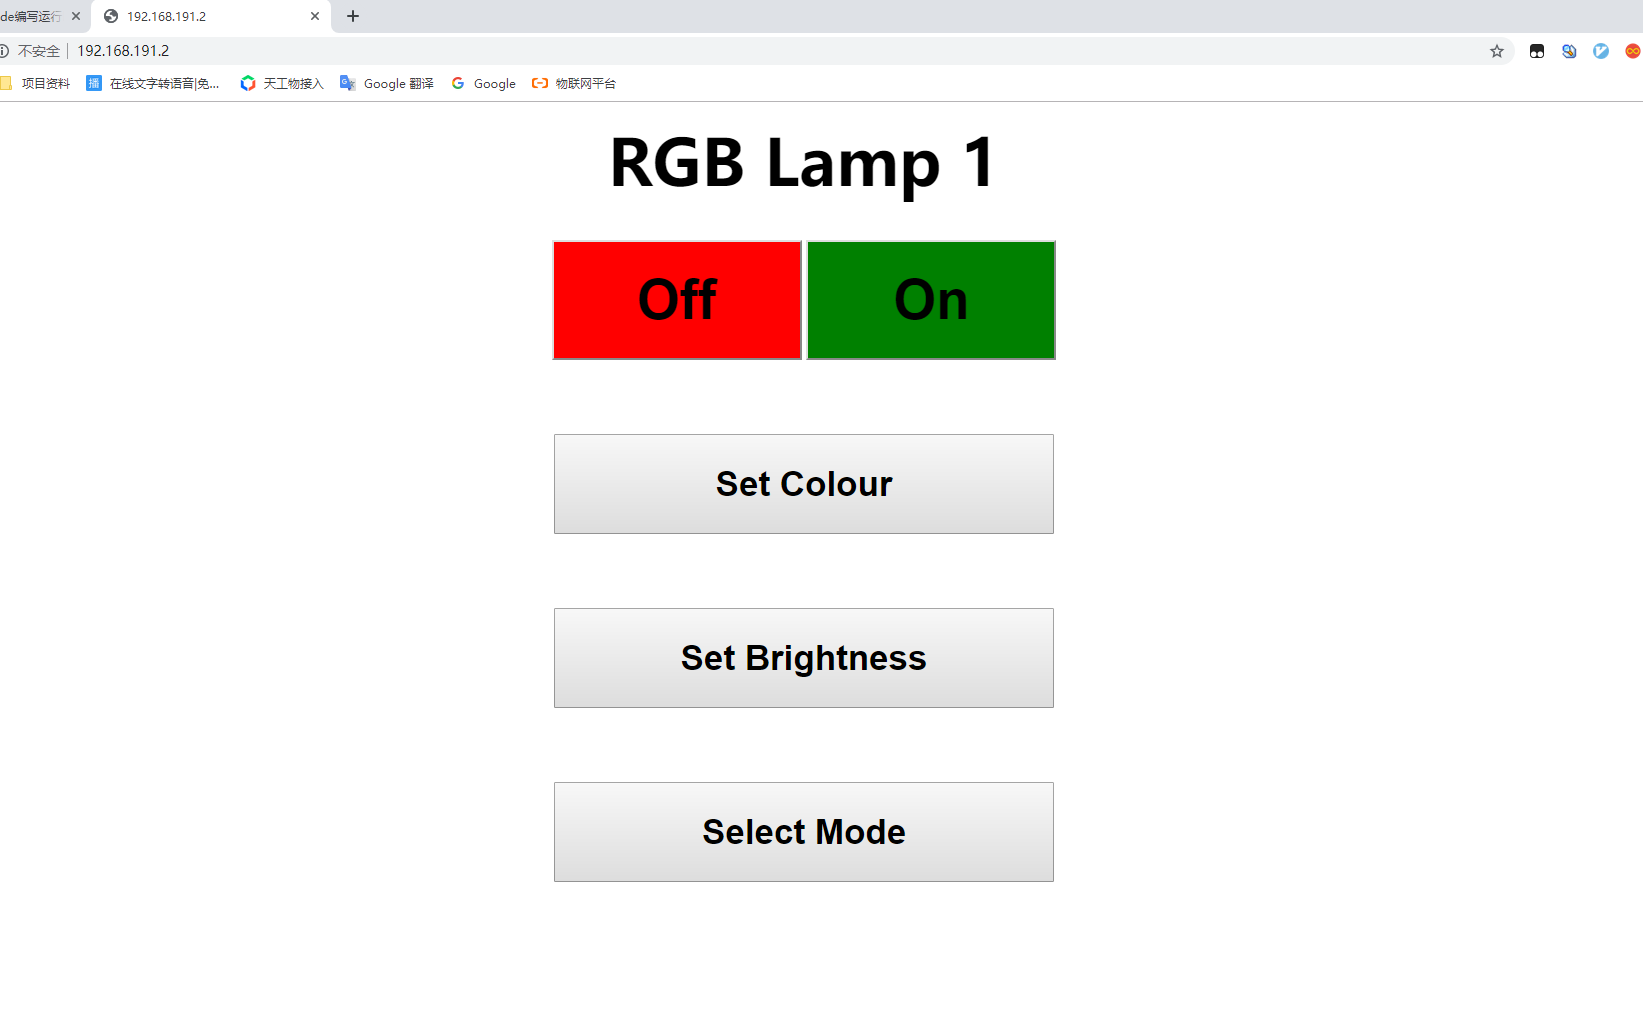 de编写运行
192.168.191.2
不安全 192.168.191.2
项目资料 播 在线文字转语音|免... 天工物接入 Google 翻译 Google 物联网平台
RGB Lamp 1
Off On
Set Colour
Set Brightness
Select Mode